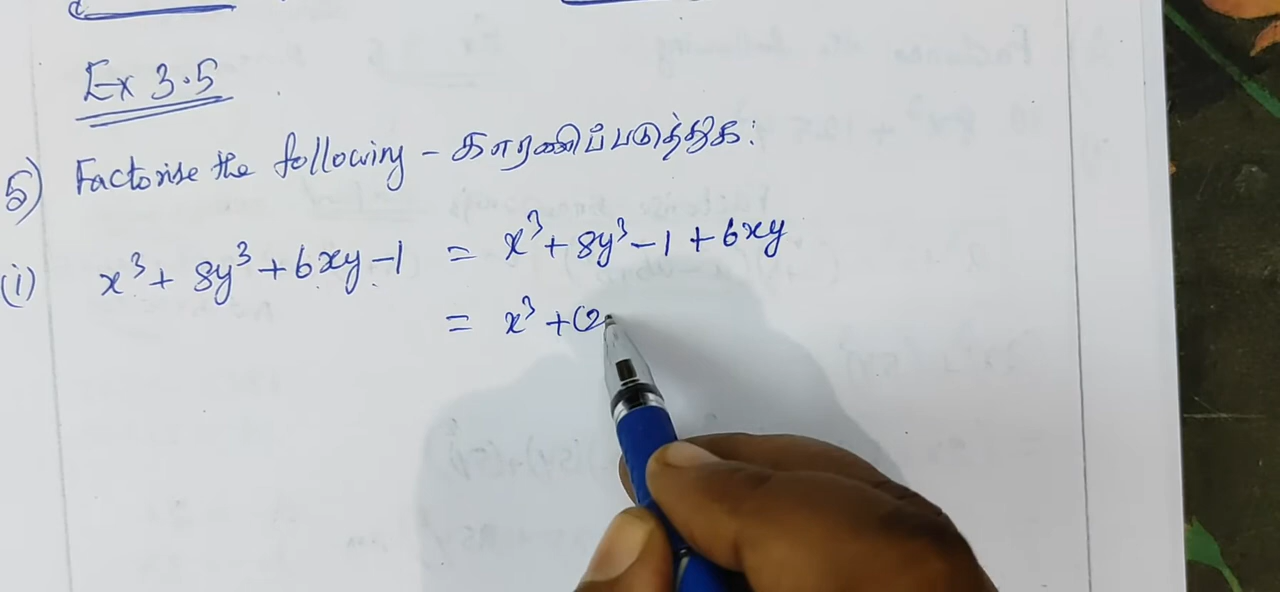 Ex 3.5
5) Factorise the following - காரணிப்படுத்துக:
(i) x³ + 8y³ + 6xy - 1 = x³ + 8y³ - 1 + 6xy
= x³ + (2